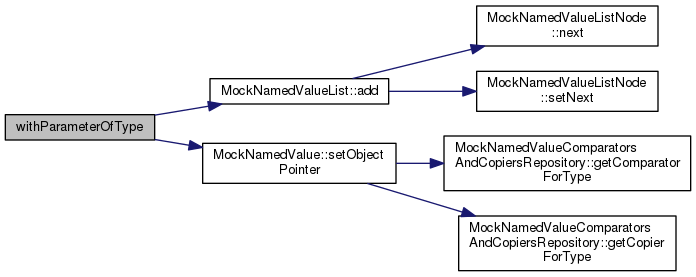 withParameterOfType
MockNamedValueList::add
MockNamedValueListNode
::next
MockNamedValueListNode
::setNext
MockNamedValue::setObject
Pointer
MockNamedValueComparators
AndCopiersRepository::getComparator
ForType
MockNamedValueComparators
AndCopiersRepository::getCopier
ForType